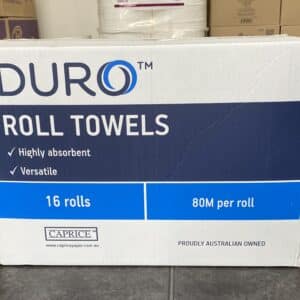 DURO™
ROLL TOWELS
✓ Highly absorbent
✓ Versatile
16 rolls
80M per roll
CAPRICE
www.capricepaper.com.au
PROUDLY AUSTRALIAN OWNED